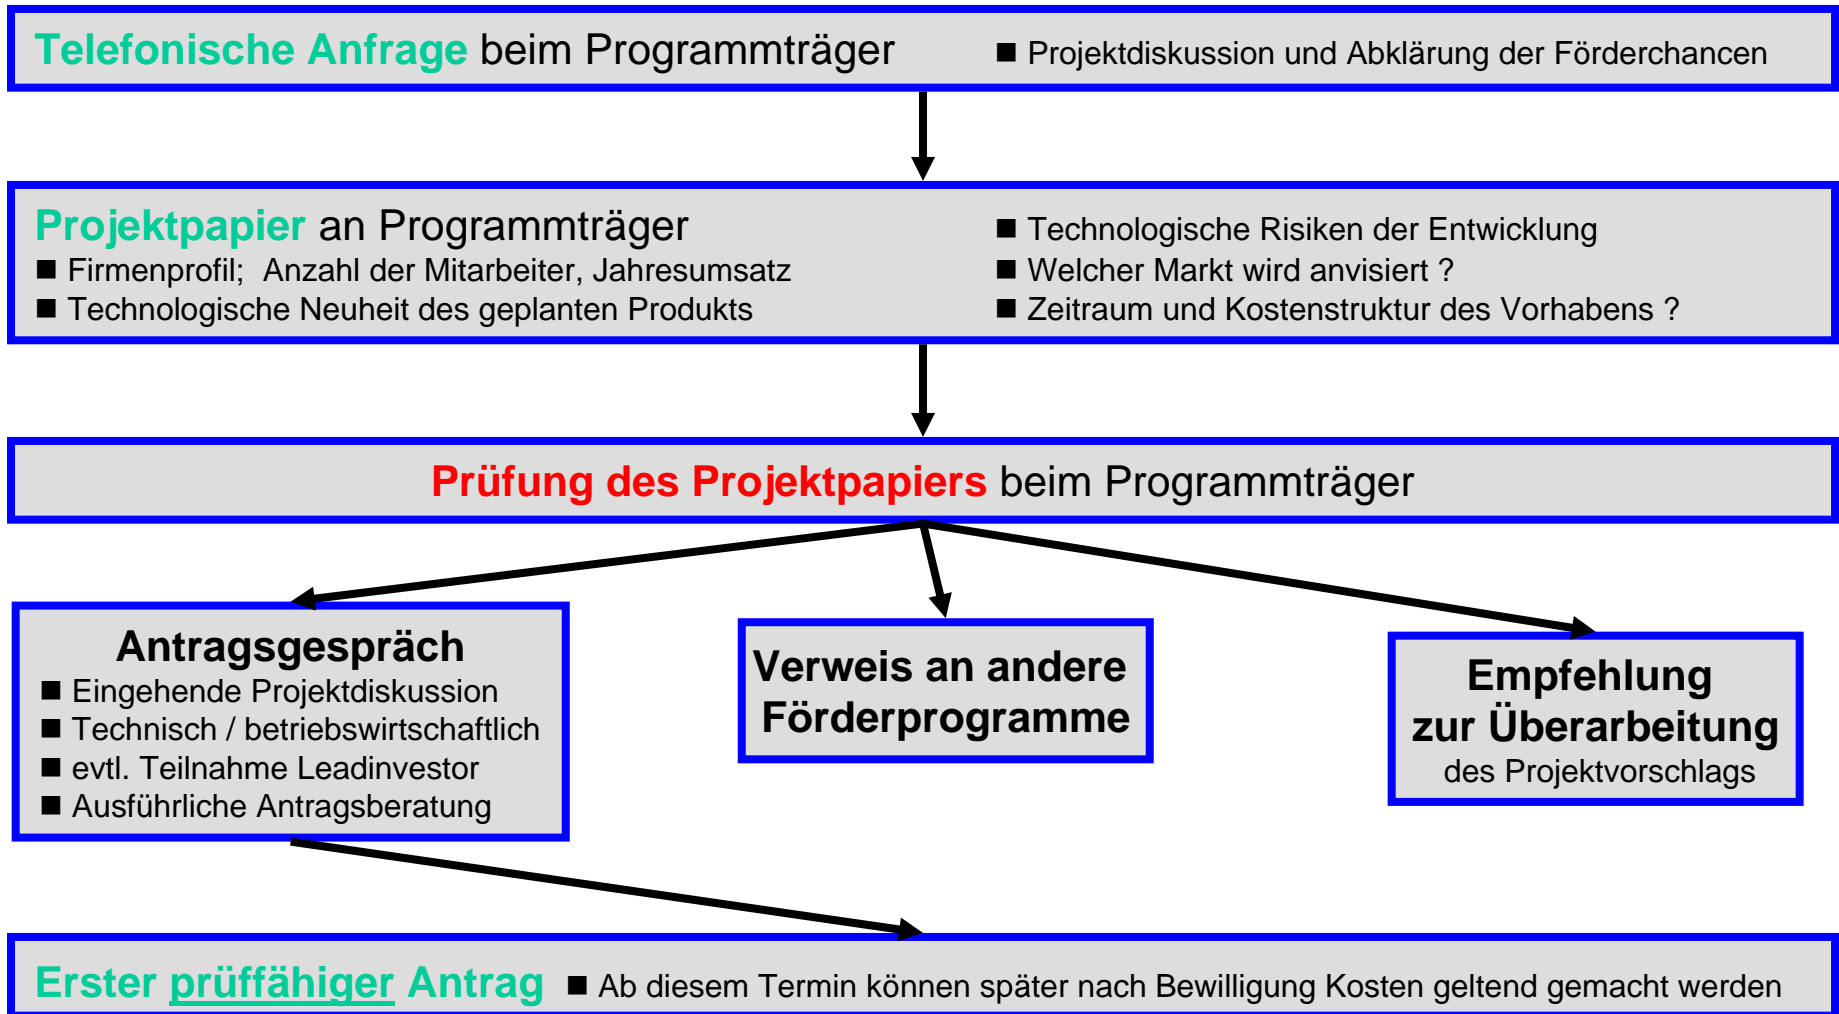 Telefonische Anfrage beim Programmträger ■ Projektdiskussion und Abklärung der Förderchancen
Projektpapier an Programmträger
■ Firmenprofil; Anzahl der Mitarbeiter, Jahresumsatz
■ Technologische Neuheit des geplanten Produkts
■ Technologische Risiken der Entwicklung
■ Welcher Markt wird anvisiert ?
■ Zeitraum und Kostenstruktur des Vorhabens ?
Prüfung des Projektpapiers beim Programmträger
Antragsgespräch
■ Eingehende Projektdiskussion
■ Technisch / betriebswirtschaftlich
■ evtl. Teilnahme Leadinvestor
■ Ausführliche Antragsberatung
Verweis an andere
Förderprogramme
Empfehlung
zur Überarbeitung
des Projektvorschlags
Erster prüffähiger Antrag ■ Ab diesem Termin können später nach Bewilligung Kosten geltend gemacht werden